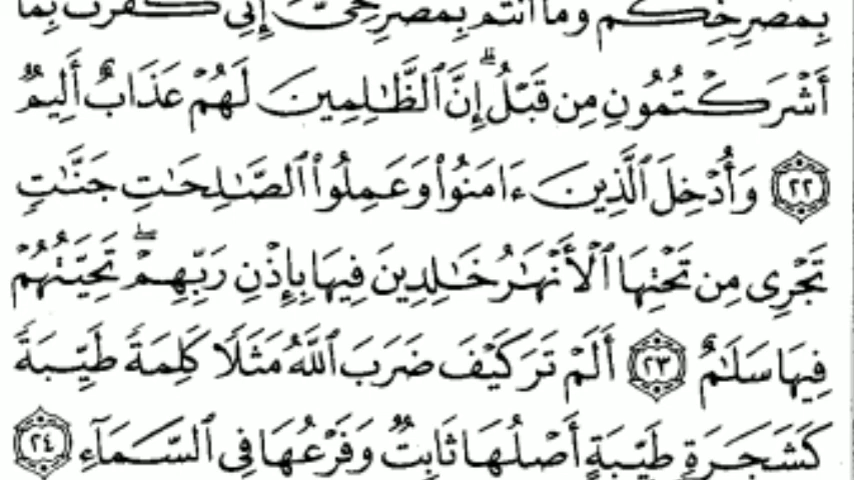 بِمُصْرِخِكُمْ وَمَا أَنتُم بِمُصْرِخِىَّ إِنِّى كَفَرْتُ بِمَا
أَشْرَكْتُمُونِ مِن قَبْلُ ۗ إِنَّ ٱلظَّٰلِمِينَ لَهُمْ عَذَابٌ أَلِيمٌ
﴿٢٢﴾ وَأُدْخِلَ ٱلَّذِينَ ءَامَنُوا۟ وَعَمِلُوا۟ ٱلصَّٰلِحَٰتِ جَنَّٰتٍ
تَجْرِى مِن تَحْتِهَا ٱلْأَنْهَٰرُ خَٰلِدِينَ فِيهَا بِإِذْنِ رَبِّهِمْ ۖ تَحِيَّتُهُمْ
فِيهَا سَلَٰمٌ ﴿٢٣﴾ أَلَمْ تَرَ كَيْفَ ضَرَبَ ٱللَّهُ مَثَلًا كَلِمَةً طَيِّبَةً
كَشَجَرَةٍ طَيِّبَةٍ أَصْلُهَا ثَابِتٌ وَفَرْعُهَا فِى ٱلسَّمَآءِ ﴿٢٤﴾